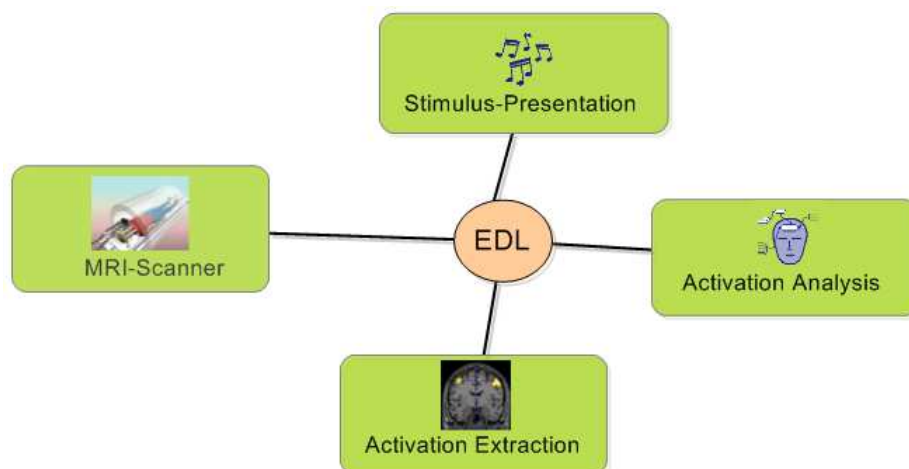 Stimulus-Presentation
MRI-Scanner
EDL
Activation Analysis
Activation Extraction